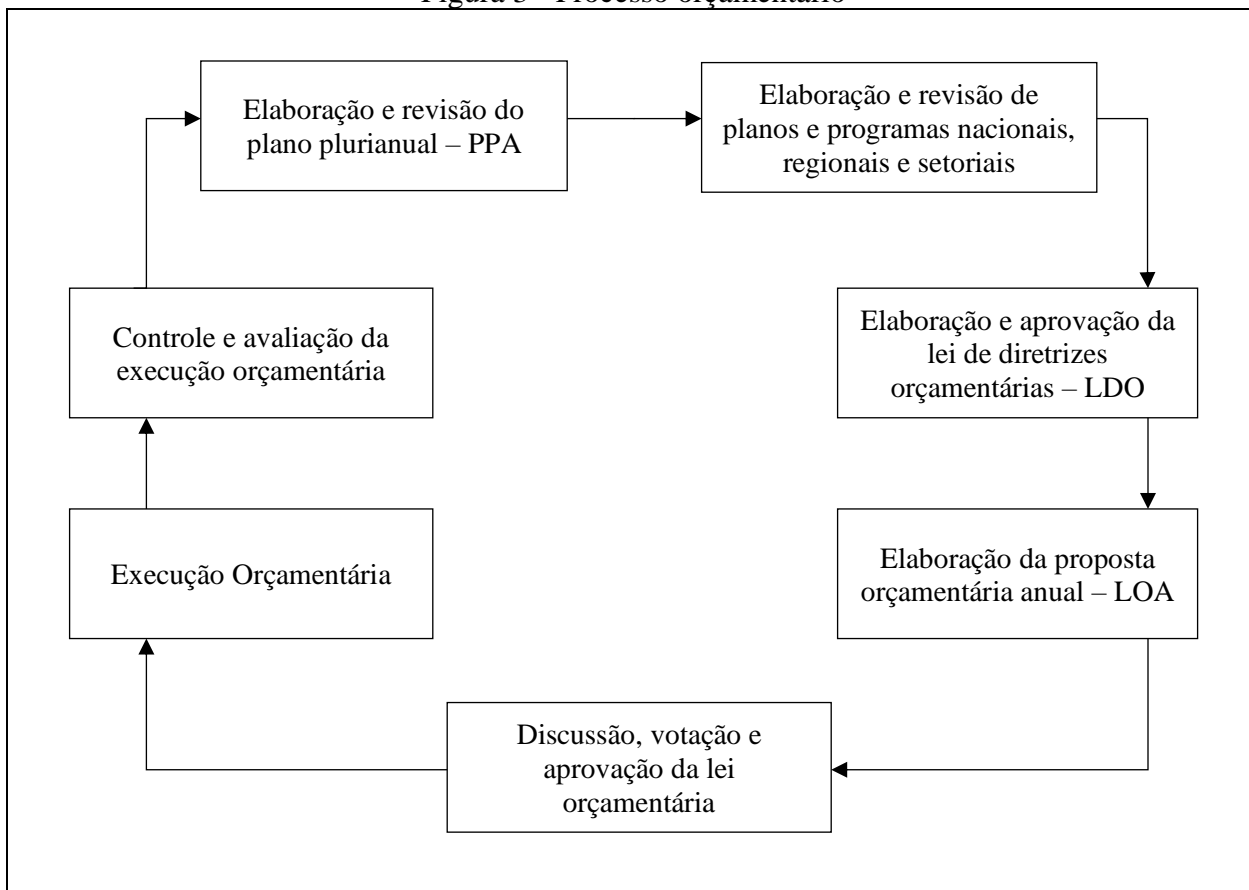 Elaboração e revisão do
plano plurianual – PPA
Elaboração e revisão de
planos e programas nacionais,
regionais e setoriais
Elaboração e aprovação da
lei de diretrizes
orçamentárias – LDO
Elaboração da proposta
orçamentária anual – LOA
Discussão, votação e
aprovação da lei
orçamentária
Execução Orçamentária
Controle e avaliação da
execução orçamentária